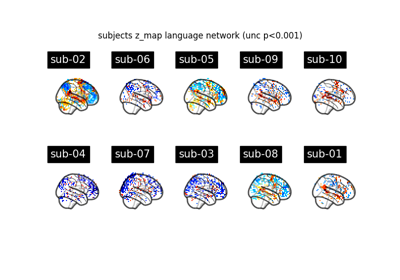 subjects z_map language network (unc p<0.001)
sub-02 sub-06 sub-05 sub-09 sub-10
sub-04 sub-07 sub-03 sub-08 sub-01